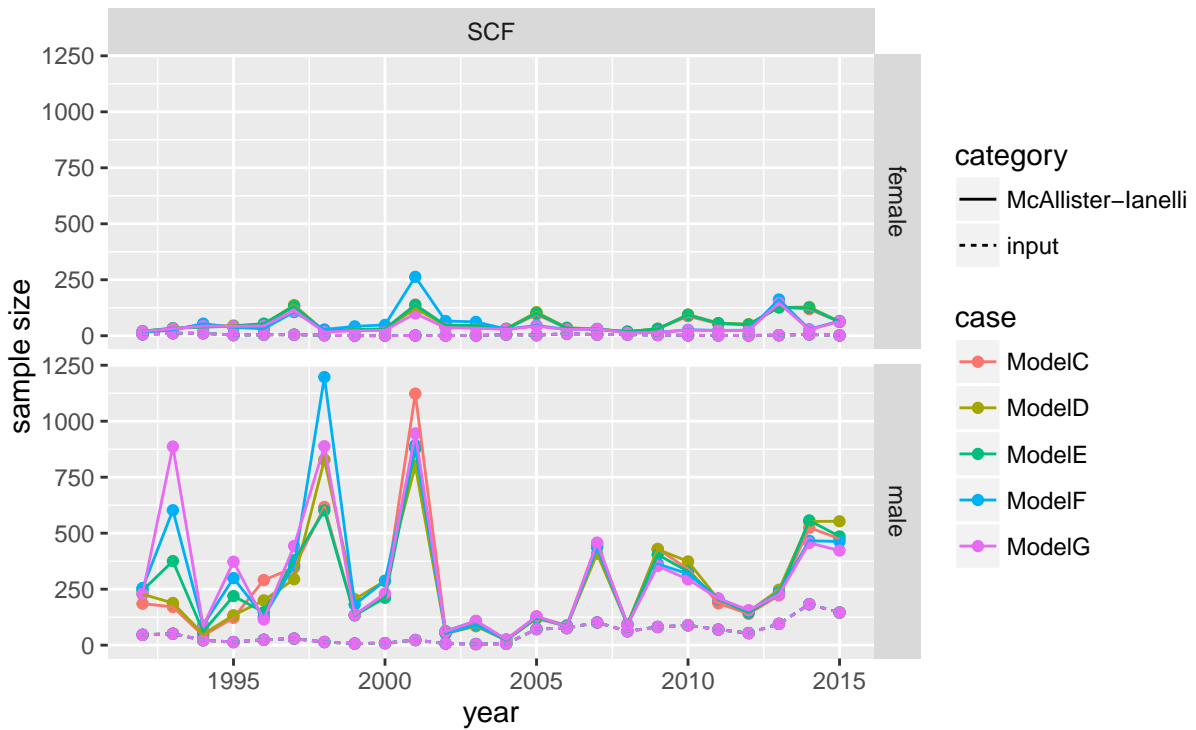 SCF
1250
1000
750
500
250
0
female
1250
1000
750
500
250
0
male
sample size
1995
2000
2005
2010
2015
year
category
McAllister−Ianelli
input
case
ModelC
ModelD
ModelE
ModelF
ModelG